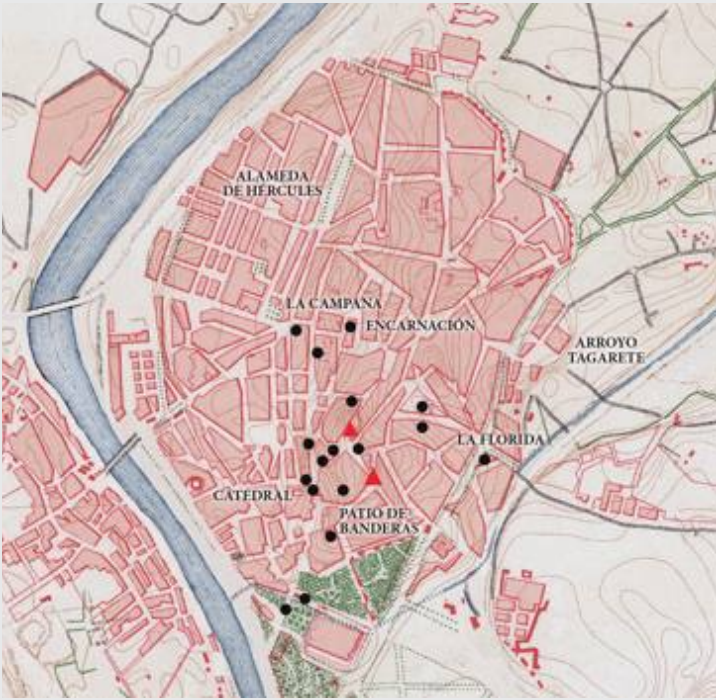 ALAMEDA
DE HÉRCULES
LA CAMPANA
ENCARNACIÓN
ARROYO
TAGARETE
LA FLORIDA
CATEDRAL
PATIO DE
BANDERAS